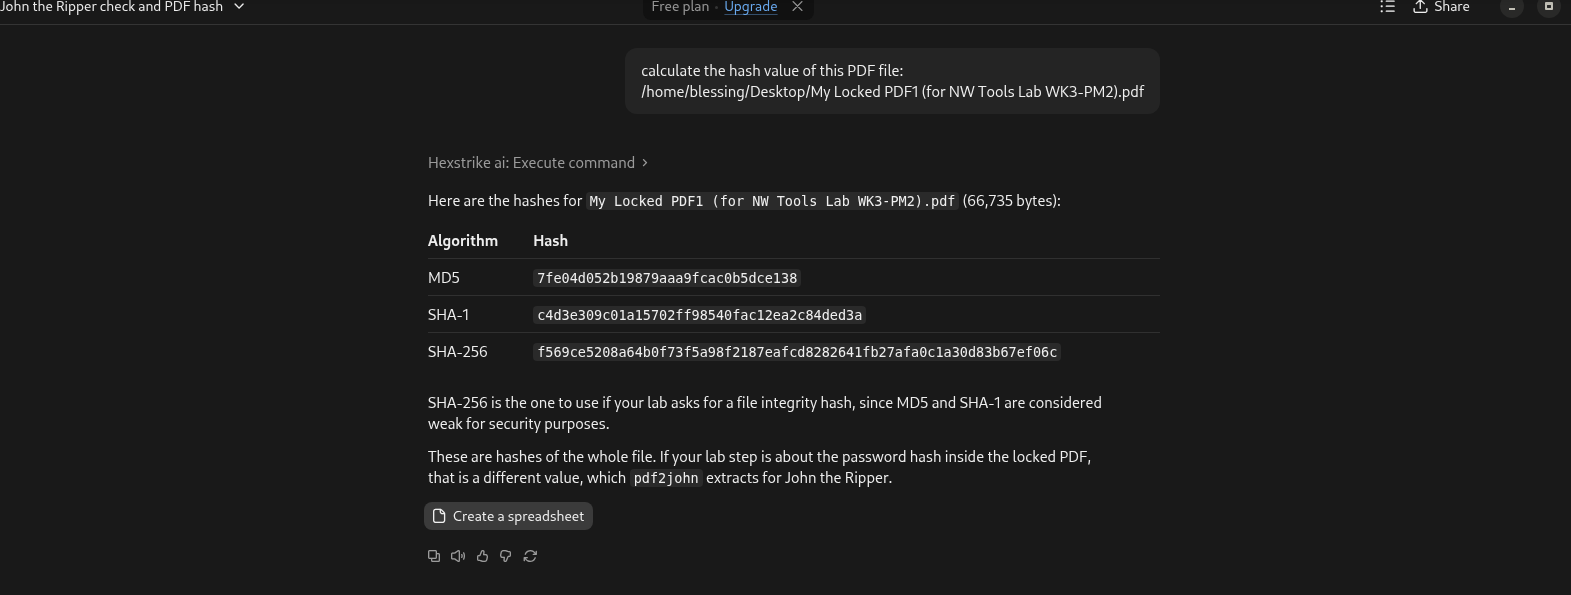 John the Ripper check and PDF hash
Free plan · Upgrade
Share
calculate the hash value of this PDF file:
/home/blessing/Desktop/My Locked PDF1 (for NW Tools Lab WK3-PM2).pdf
Hexstrike ai: Execute command
Here are the hashes for My Locked PDF1 (for NW Tools Lab WK3-PM2).pdf (66,735 bytes):
Algorithm Hash
MD5 7fe04d052b19879aaa9fcac0b5dce138
SHA-1 c4d3e309c01a15702ff98540fac12ea2c84ded3a
SHA-256 f569ce5208a64b0f73f5a98f2187eafcd8282641fb27afa0c1a30d83b67ef06c
SHA-256 is the one to use if your lab asks for a file integrity hash, since MD5 and SHA-1 are considered
weak for security purposes.
These are hashes of the whole file. If your lab step is about the password hash inside the locked PDF,
that is a different value, which pdf2john extracts for John the Ripper.
Create a spreadsheet